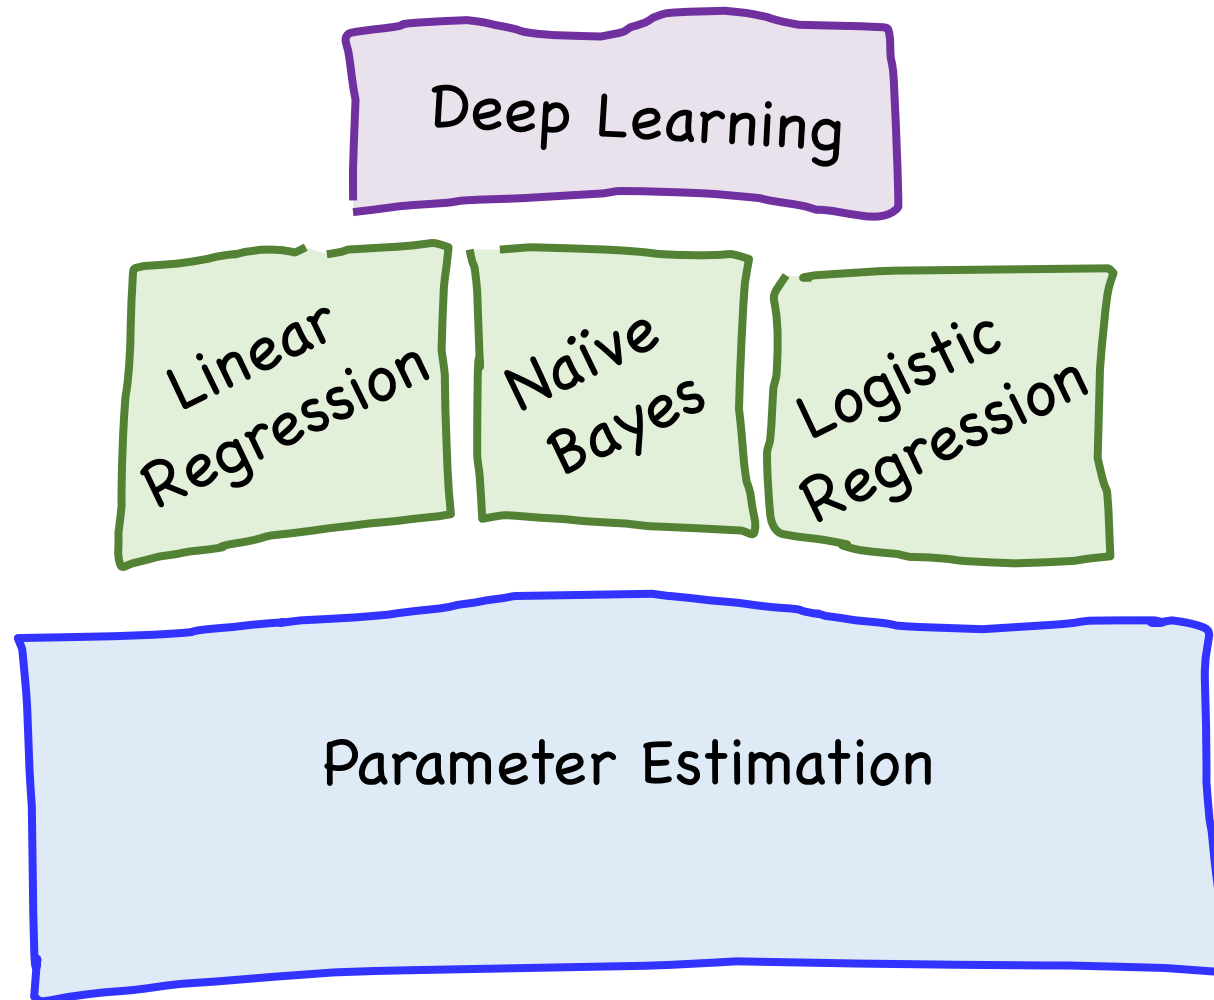 Deep Learning
Linear
Regression
Naïve
Bayes
Logistic
Regression
Parameter Estimation